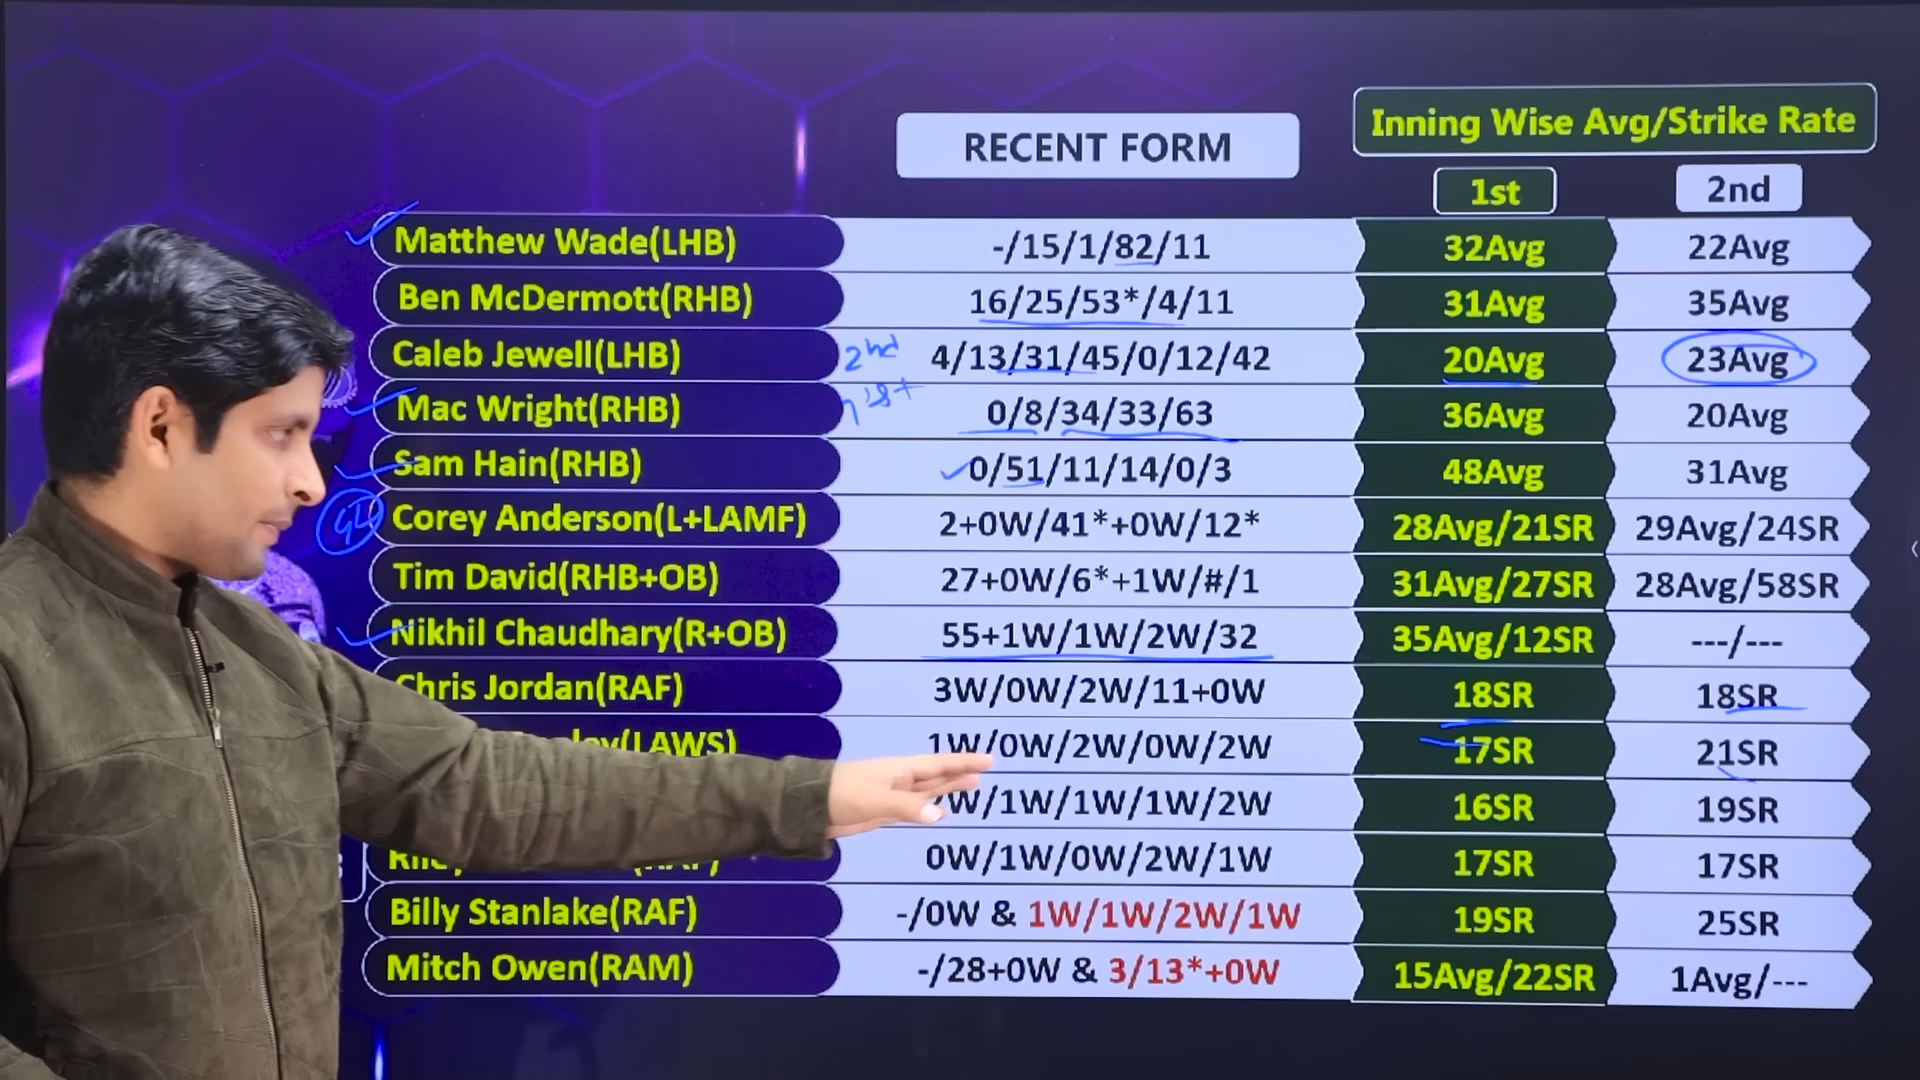 Inning Wise Avg/Strike Rate
RECENT FORM
1st 2nd
Matthew Wade(LHB) -/15/1/82/11 32Avg 22Avg
Ben McDermott(RHB) 16/25/53*/4/11 31Avg 35Avg
Caleb Jewell(LHB) 2nd 4/13/31/45/0/12/42 20Avg 23Avg
Mac Wright(RHB) 1st 0/8/34/33/63 36Avg 20Avg
Sam Hain(RHB) 0/51/11/14/0/3 48Avg 31Avg
GL Corey Anderson(L+LAMF) 2+0W/41*+0W/12* 28Avg/21SR 29Avg/24SR
Tim David(RHB+OB) 27+0W/6*+1W/#/1 31Avg/27SR 28Avg/58SR
Nikhil Chaudhary(R+OB) 55+1W/1W/2W/32 35Avg/12SR ---/---
Chris Jordan(RAF) 3W/0W/2W/11+0W 18SR 18SR
(LAWS) 1W/0W/2W/0W/2W 17SR 21SR
/1W/1W/1W/2W 16SR 19SR
0W/1W/0W/2W/1W 17SR 17SR
Billy Stanlake(RAF) -/0W & 1W/1W/2W/1W 19SR 25SR
Mitch Owen(RAM) -/28+0W & 3/13*+0W 15Avg/22SR 1Avg/---